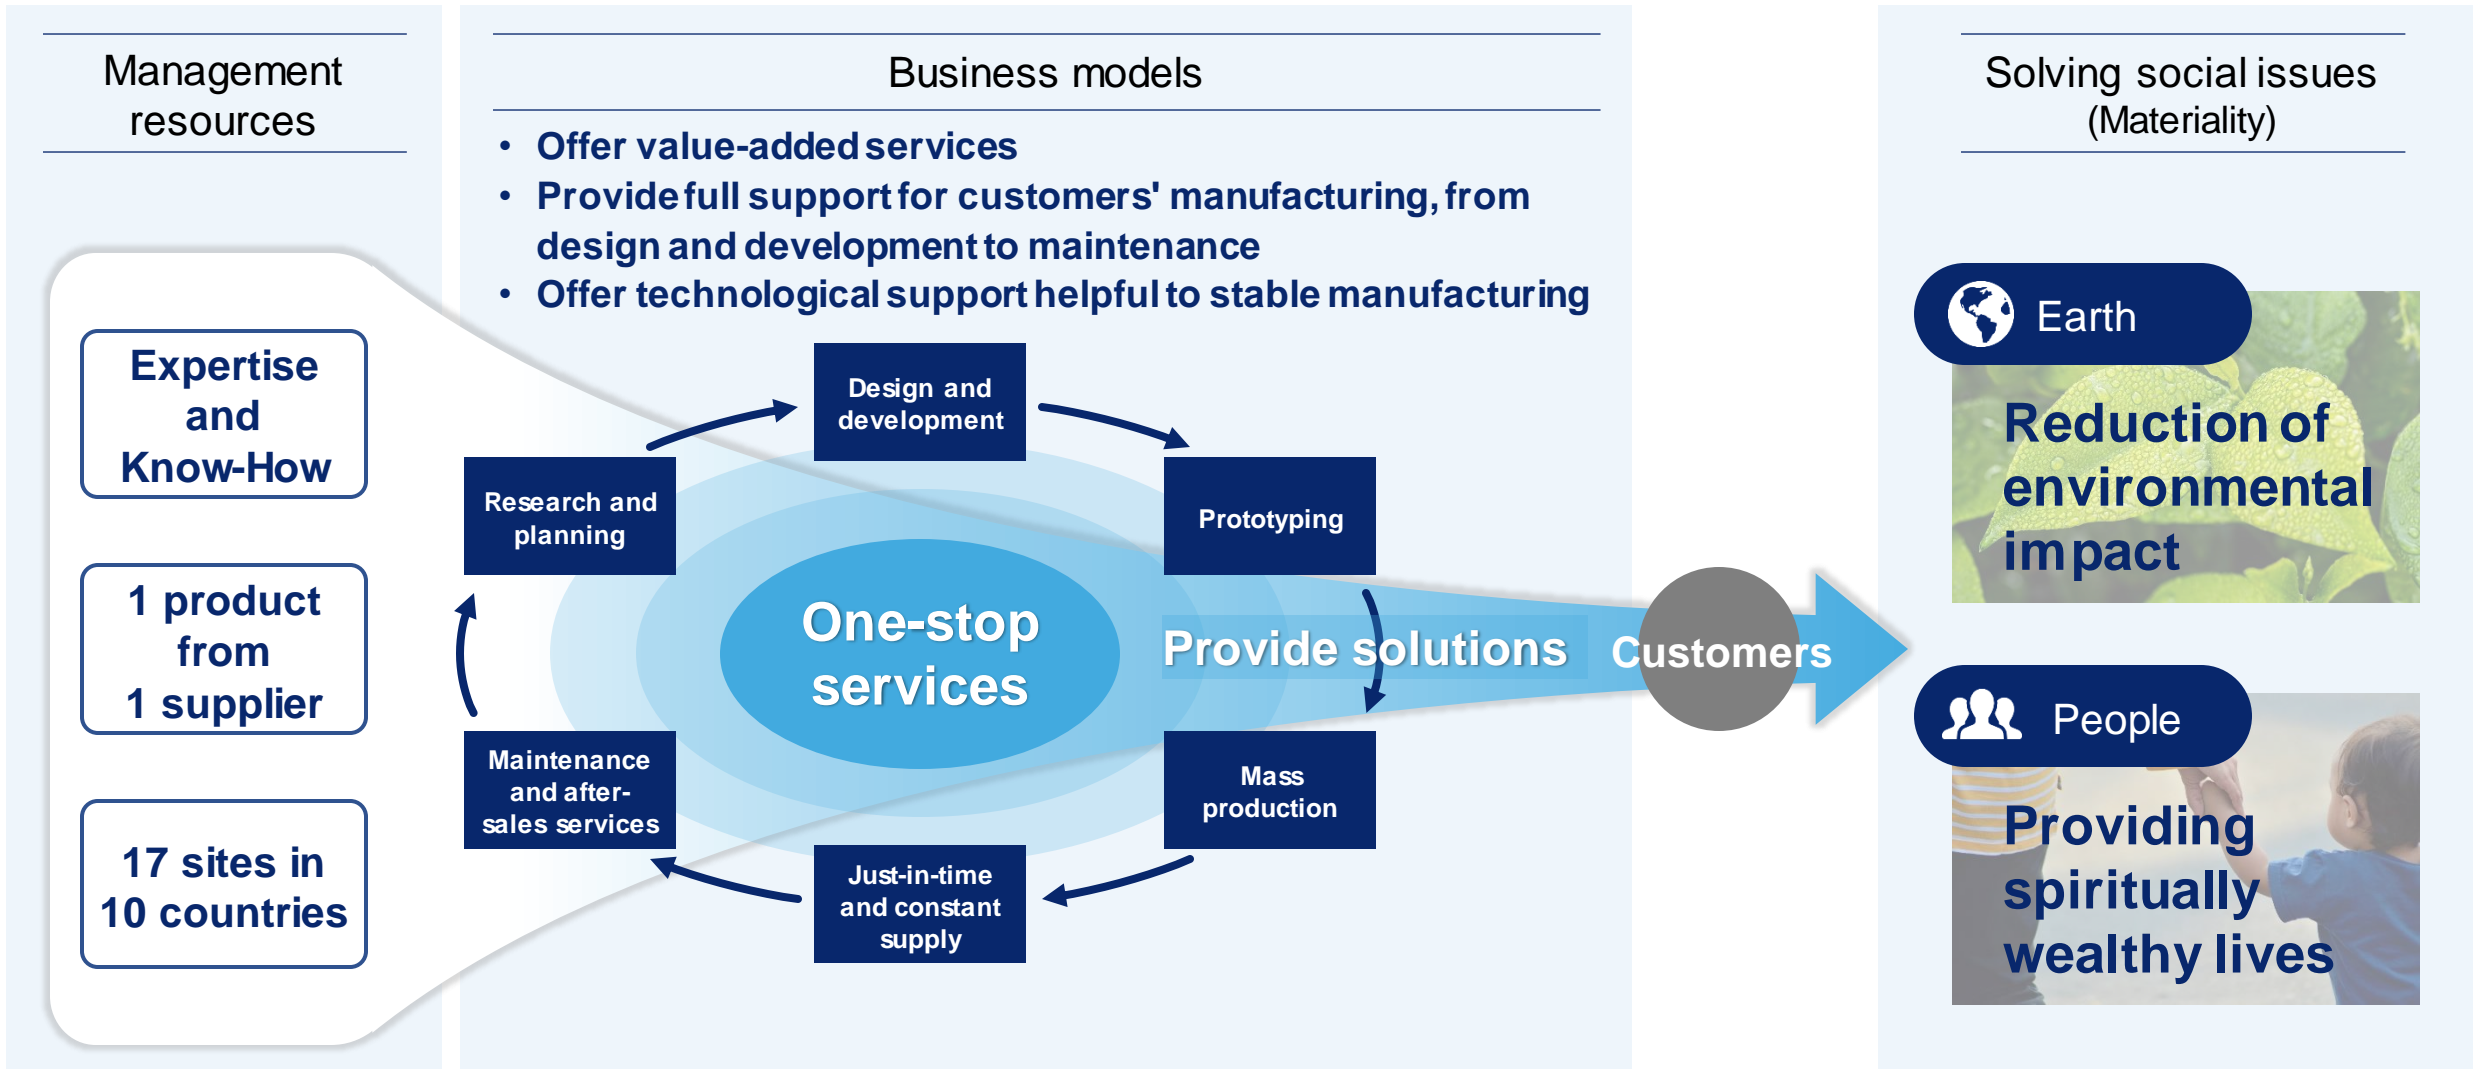 Management
resources
Expertise
and
Know-How
1 product
from
1 supplier
17 sites in
10 countries
Business models
• Offer value-added services
• Provide full support for customers' manufacturing, from
design and development to maintenance
• Offer technological support helpful to stable manufacturing
Design and
development
Prototyping
Mass
production
Just-in-time
and constant
supply
Maintenance
and after-
sales services
Research and
planning
One-stop
services
Provide solutions
Customers
Solving social issues
(Materiality)
Earth
Reduction of
environmental
impact
People
Providing
spiritually
wealthy lives